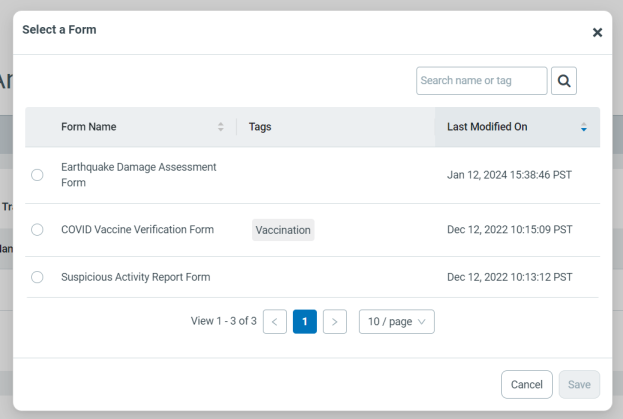 Select a Form
Search name or tag
Form Name Tags Last Modified On
Earthquake Damage Assessment
Form
Jan 12, 2024 15:38:46 PST
COVID Vaccine Verification Form Vaccination Dec 12, 2022 10:15:09 PST
Suspicious Activity Report Form Dec 12, 2022 10:13:12 PST
View 1 - 3 of 3 < 1 > 10 / page
Cancel Save